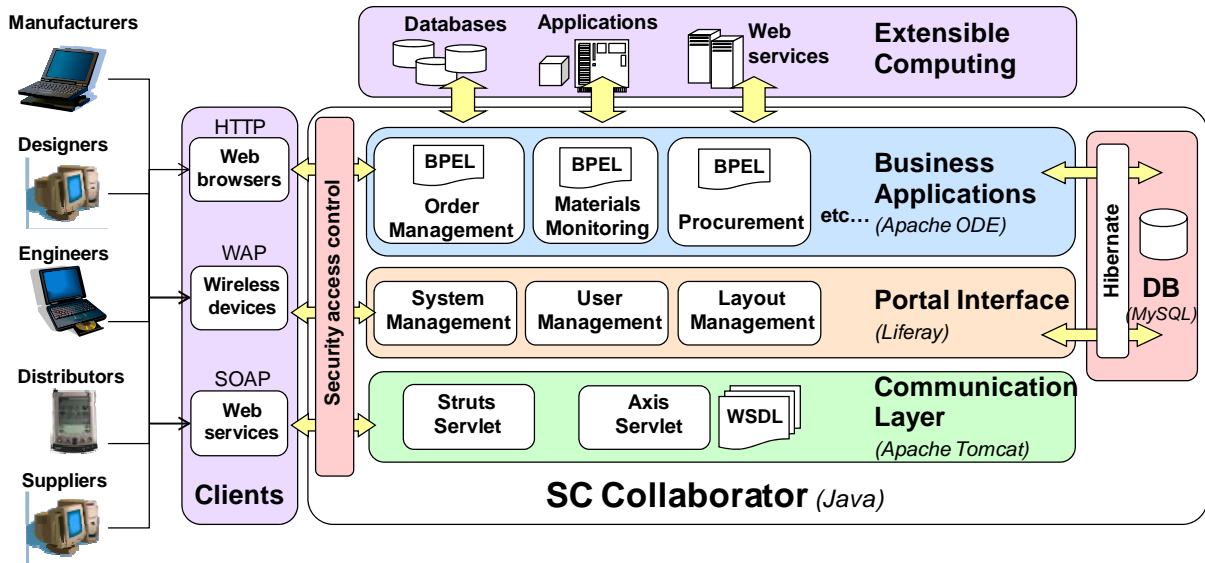 Manufacturers
Designers
Engineers
Distributors
Suppliers
HTTP
Web
browsers
WAP
Wireless
devices
SOAP
Web
services
Clients
Security access control
Databases
Applications
Web
services
Extensible
Computing
BPEL
Order
Management
BPEL
Materials
Monitoring
BPEL
Procurement
etc…
Business
Applications
(Apache ODE)
System
Management
User
Management
Layout
Management
Portal Interface
(Liferay)
Struts
Servlet
Axis
Servlet
WSDL
Communication
Layer
(Apache Tomcat)
Hibernate
DB
(MySQL)
SC Collaborator (Java)